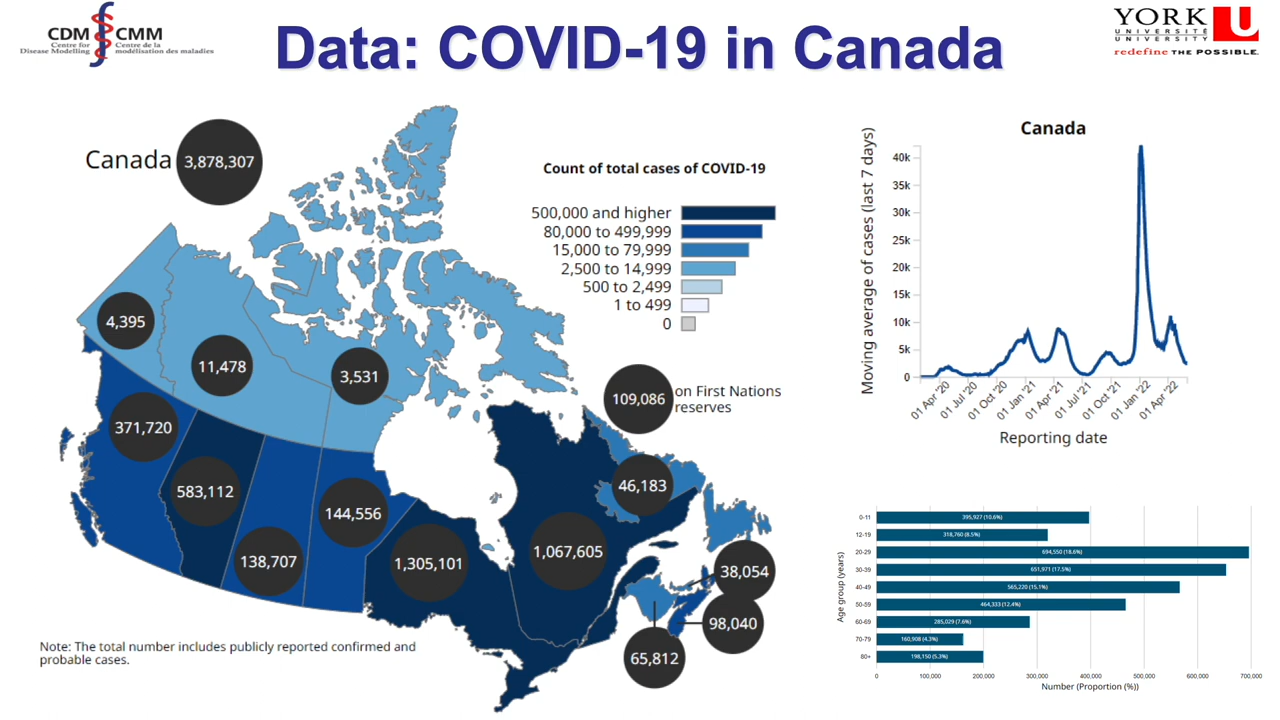 CDM CMM
Centre for Centre de la
Disease Modelling modélisation des maladies
Data: COVID-19 in Canada
YORK U
UNIVERSITÉ
UNIVERSITY
redefine THE POSSIBLE.
Canada 3,878,307
Count of total cases of COVID-19
500,000 and higher
80,000 to 499,999
15,000 to 79,999
2,500 to 14,999
500 to 2,499
1 to 499
0
4,395
11,478
3,531
109,086 on First Nations
reserves
371,720
583,112
138,707
144,556
1,305,101
1,067,605
46,183
38,054
98,040
65,812
Note: The total number includes publicly reported confirmed and
probable cases.
Canada
Moving average of cases (last 7 days)
40k
35k
30k
25k
20k
15k
10k
5k
0
01 Apr '20
01 Jul '20
01 Oct '20
01 Jan '21
01 Apr '21
01 Jul '21
01 Oct '21
01 Jan '22
01 Apr '22
Reporting date
Age group (years)
0-11 395,927 (10.6%)
12-19 318,760 (8.5%)
20-29 694,550 (18.6%)
30-39 651,971 (17.5%)
40-49 565,220 (15.1%)
50-59 464,333 (12.4%)
60-69 285,029 (7.6%)
70-79 160,908 (4.3%)
80+ 198,150 (5.3%)
0 100,000 200,000 300,000 400,000 500,000 600,000 700,000
Number (Proportion (%))